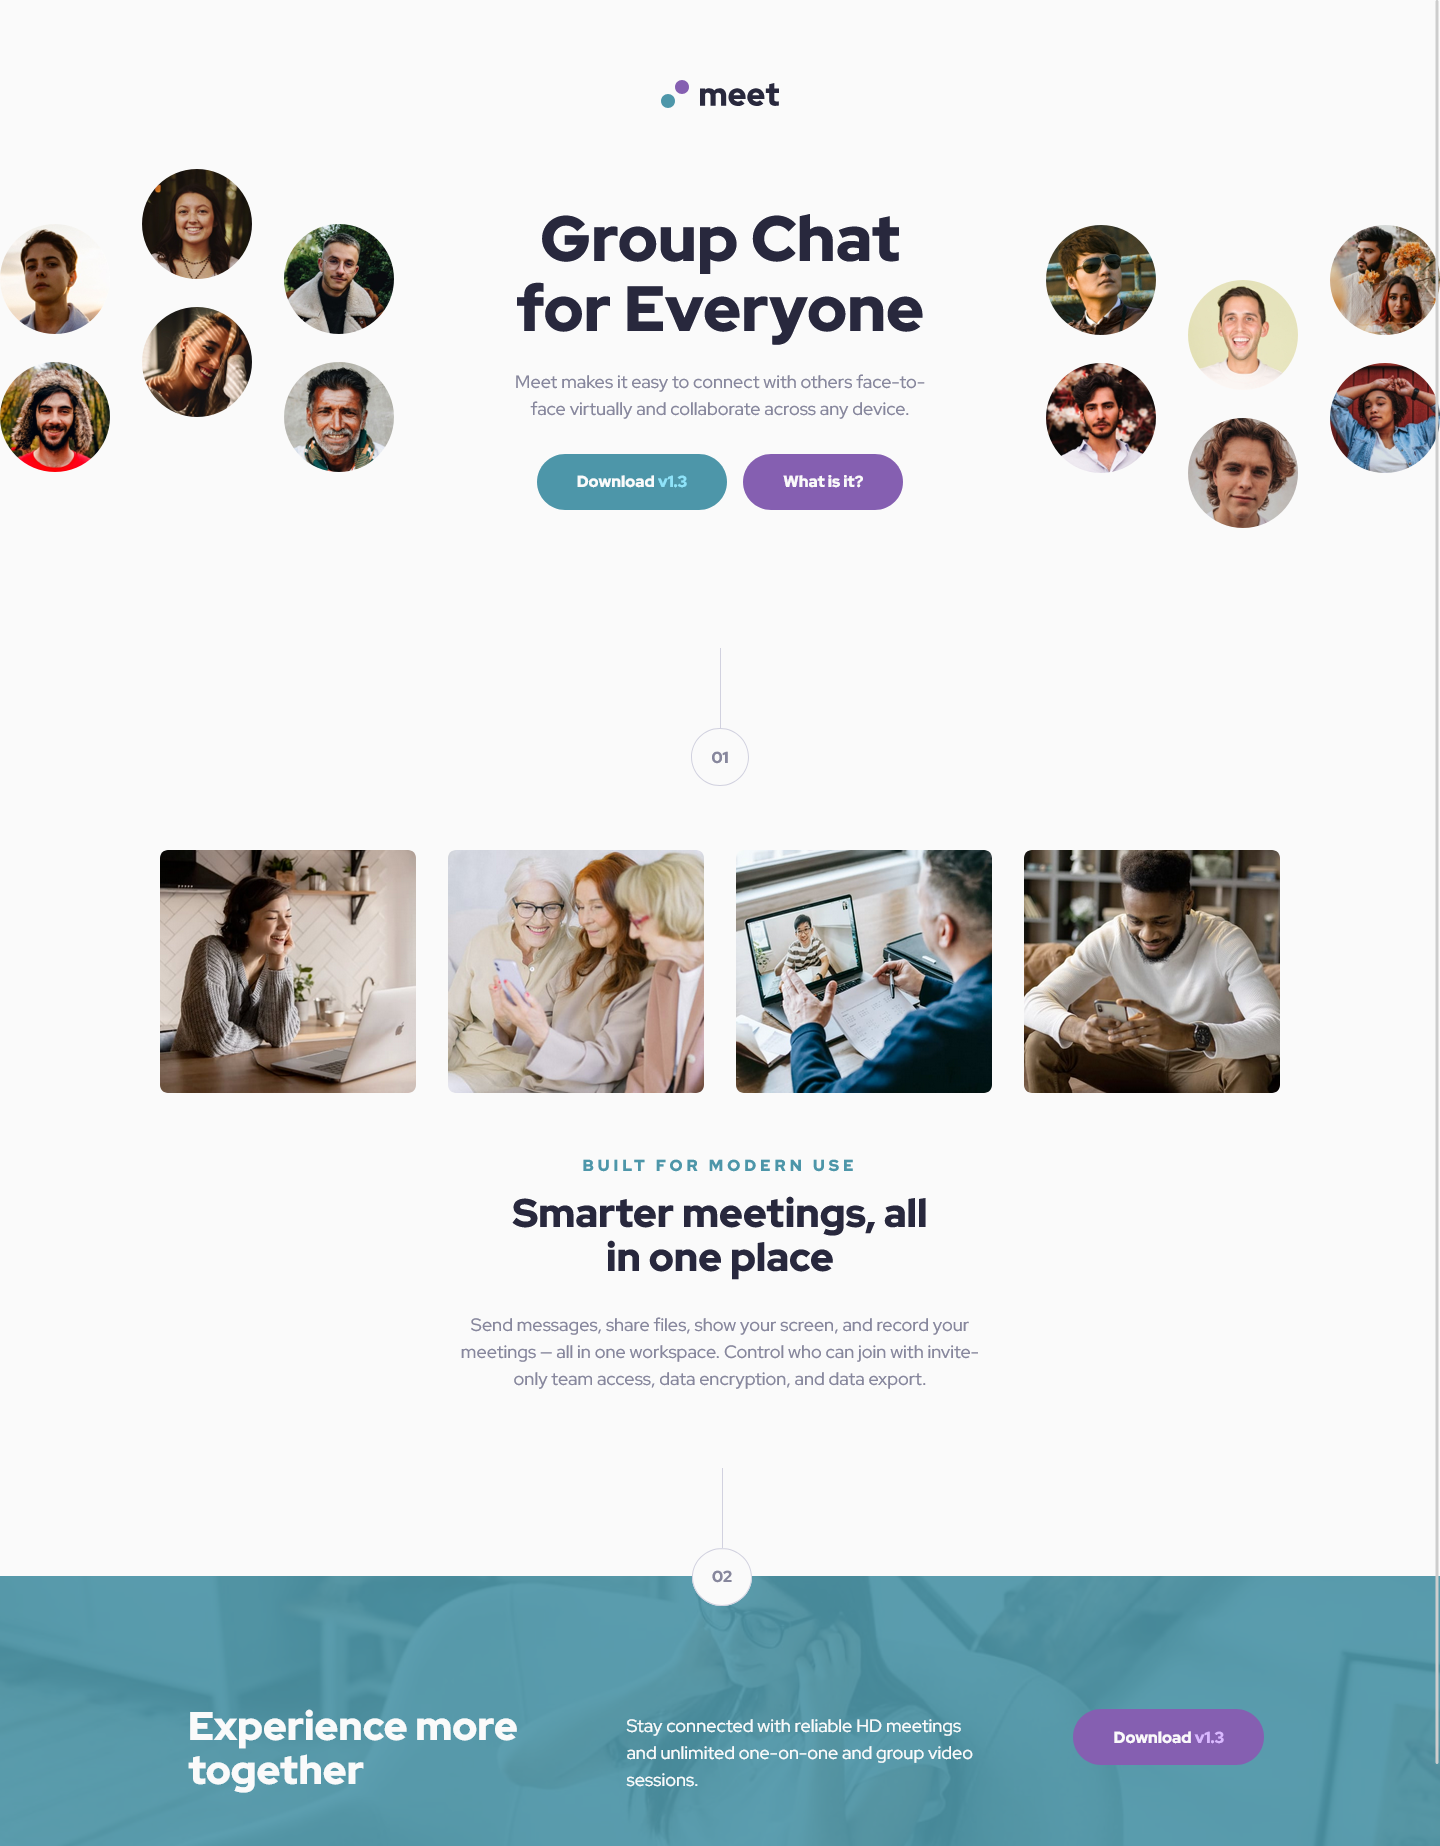 meet
Group Chat
for Everyone
Meet makes it easy to connect with others face-to-
face virtually and collaborate across any device.
Download v1.3
What is it?
01
BUILT FOR MODERN USE
Smarter meetings, all
in one place
Send messages, share files, show your screen, and record your
meetings — all in one workspace. Control who can join with invite-
only team access, data encryption, and data export.
02
Experience more
together
Stay connected with reliable HD meetings
and unlimited one-on-one and group video
sessions.
Download v1.3